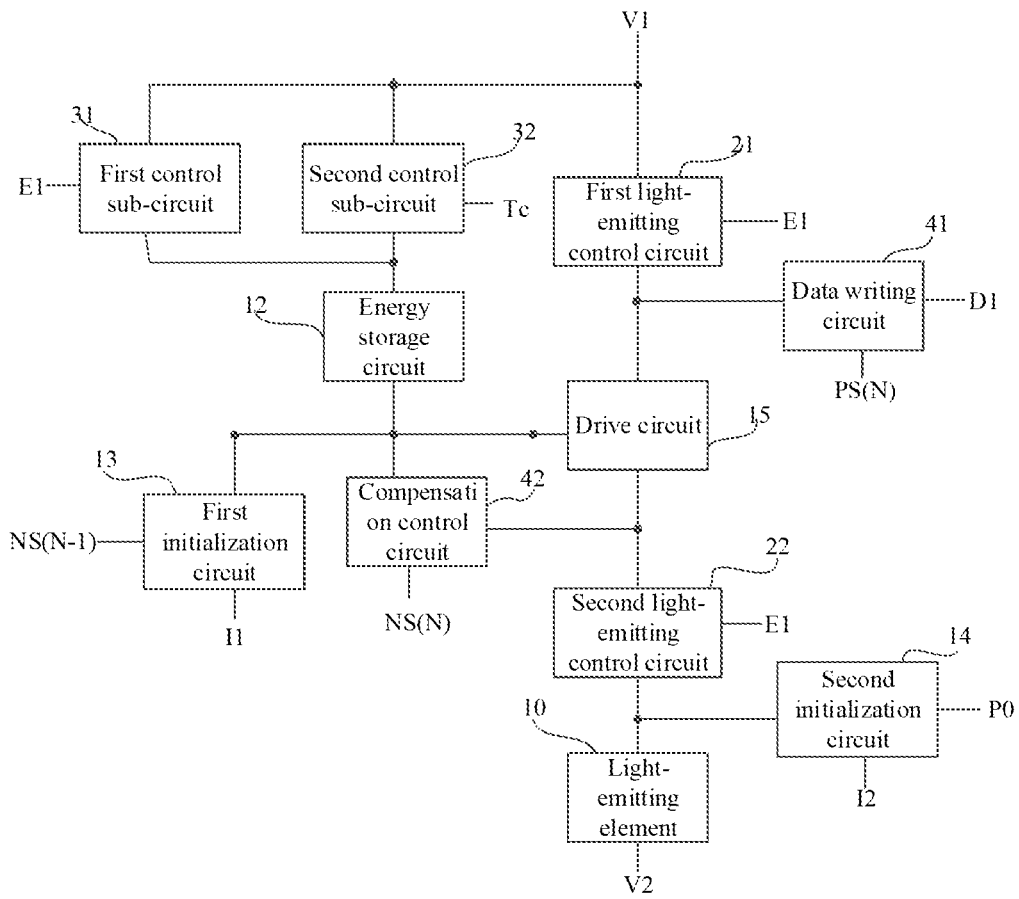 V1
31
32
21
First control
sub-circuit
E1
Second control
sub-circuit
Tc
First light-
emitting
control circuit
E1
41
Data writing
circuit
D1
PS(N)
12
Energy
storage
circuit
Drive circuit
15
13
First
initialization
circuit
NS(N-1)
I1
42
Compensati
on control
circuit
NS(N)
22
Second light-
emitting
control circuit
E1
14
Second
initialization
circuit
P0
I2
10
Light-
emitting
element
V2